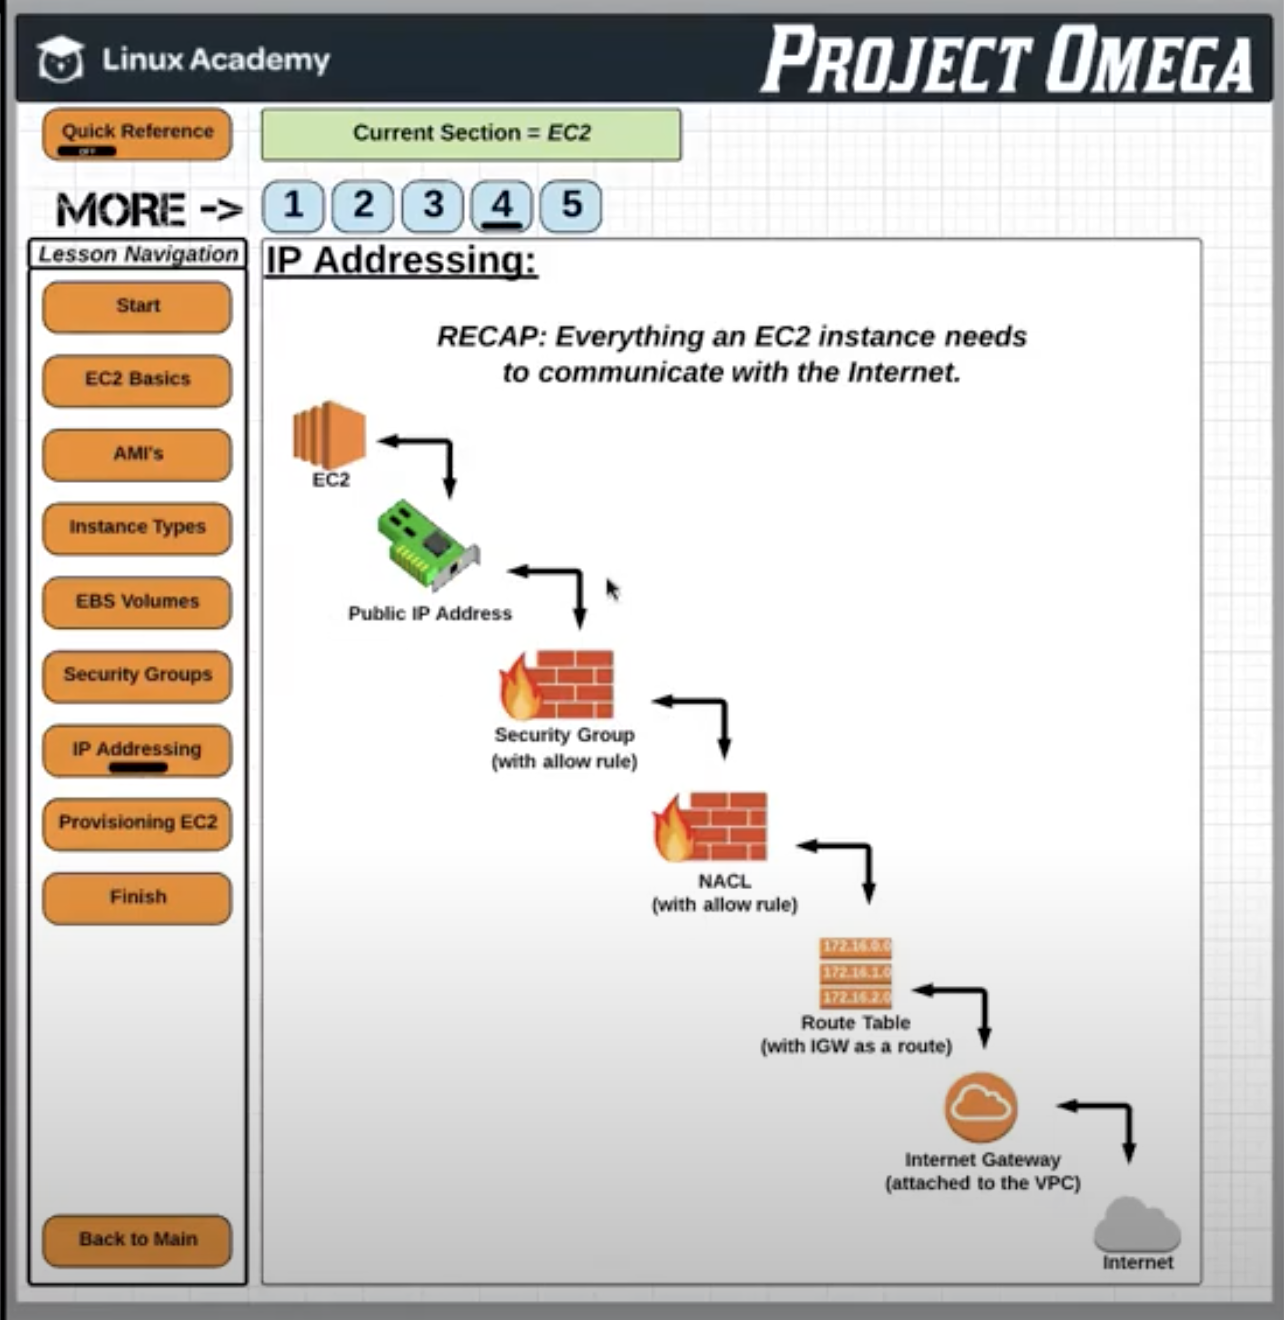 Linux Academy
PROJECT OMEGA
Quick Reference
OFF
Current Section = EC2
MORE ->
1 2 3 4 5
Lesson Navigation
Start
EC2 Basics
AMI's
Instance Types
EBS Volumes
Security Groups
IP Addressing
Provisioning EC2
Finish
Back to Main
IP Addressing:
RECAP: Everything an EC2 instance needs
to communicate with the Internet.
EC2
Public IP Address
Security Group
(with allow rule)
NACL
(with allow rule)
172.16.0.0
172.16.1.0
172.16.2.0
Route Table
(with IGW as a route)
Internet Gateway
(attached to the VPC)
Internet